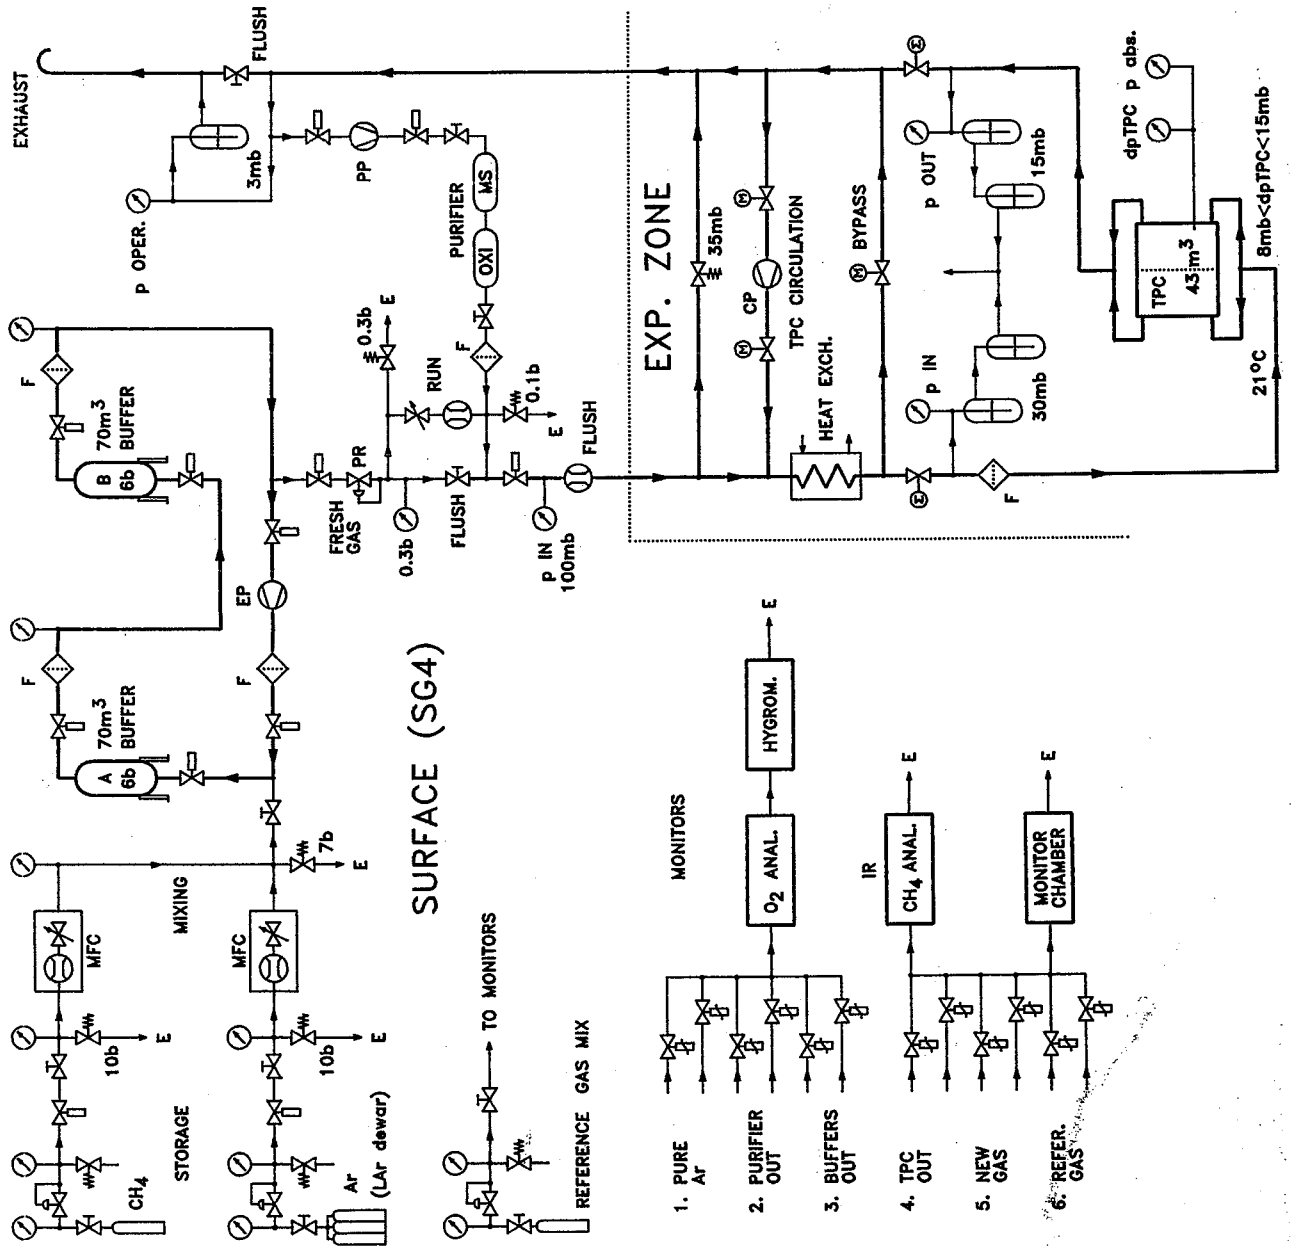 EXHAUST
FLUSH
p OPER.
3mb
PP
PURIFIER
MS
OXI
F
70m³
BUFFER
B
6b
F
FRESH
GAS
PR
0.3b
E
RUN
F
0.1b
E
0.3b
FLUSH
p IN
100mb
FLUSH
EP
F
70m³
BUFFER
A
6b
F
SURFACE (SG4)
EXP. ZONE
35mb
M
M
CP
TPC CIRCULATION
M
BYPASS
HEAT EXCH.
Σ
Σ
p OUT
15mb
p IN
30mb
F
dpTPC
p abs.
TPC
43 m³
8mb<dpTPC<15mb
21°C
MIXING
7b
E
MFC
MFC
10b
E
10b
E
STORAGE
CH₄
Ar
(LAr dewar)
TO MONITORS
REFERENCE GAS MIX
MONITORS
O₂ ANAL.
HYGROM.
E
IR
CH₄ ANAL.
E
MONITOR
CHAMBER
E
1. PURE
Ar
2. PURIFIER
OUT
3. BUFFERS
OUT
4. TPC
OUT
5. NEW
GAS
6. REFER.
GAS